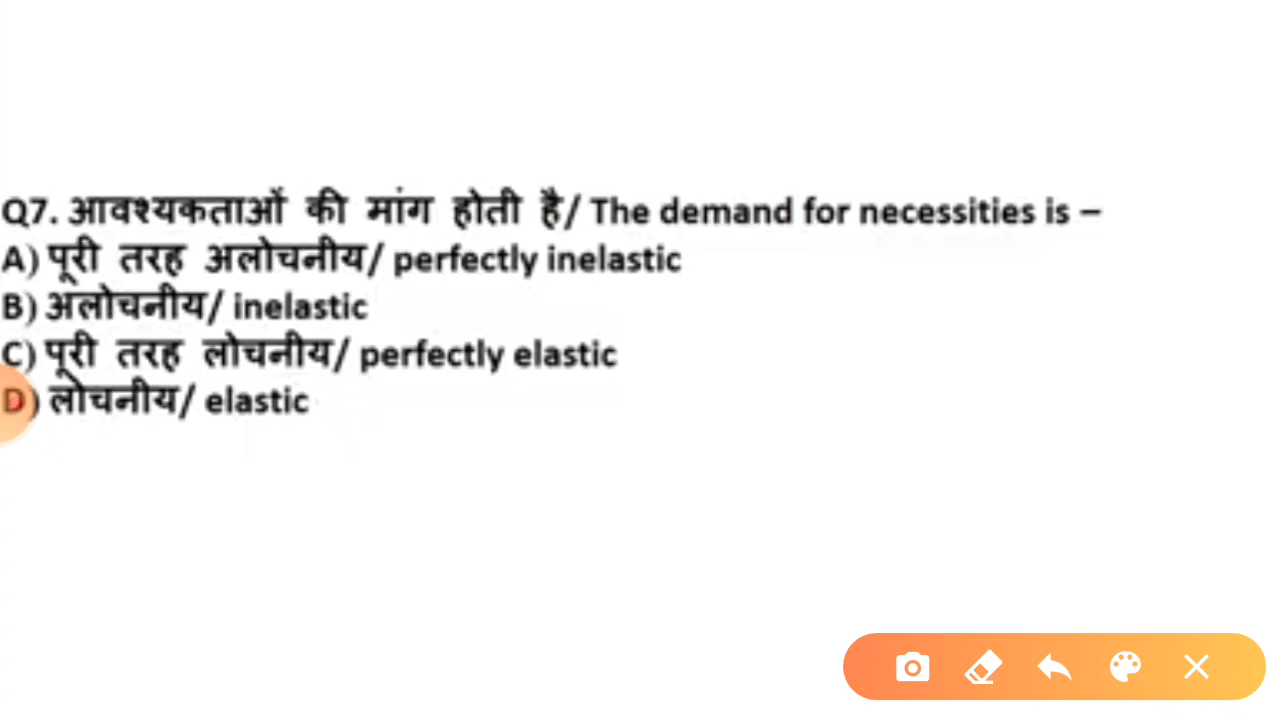 Q7. आवश्यकताओं की मांग होती है/ The demand for necessities is –
A) पूरी तरह अलोचनीय/ perfectly inelastic
B) अलोचनीय/ inelastic
C) पूरी तरह लोचनीय/ perfectly elastic
D) लोचनीय/ elastic